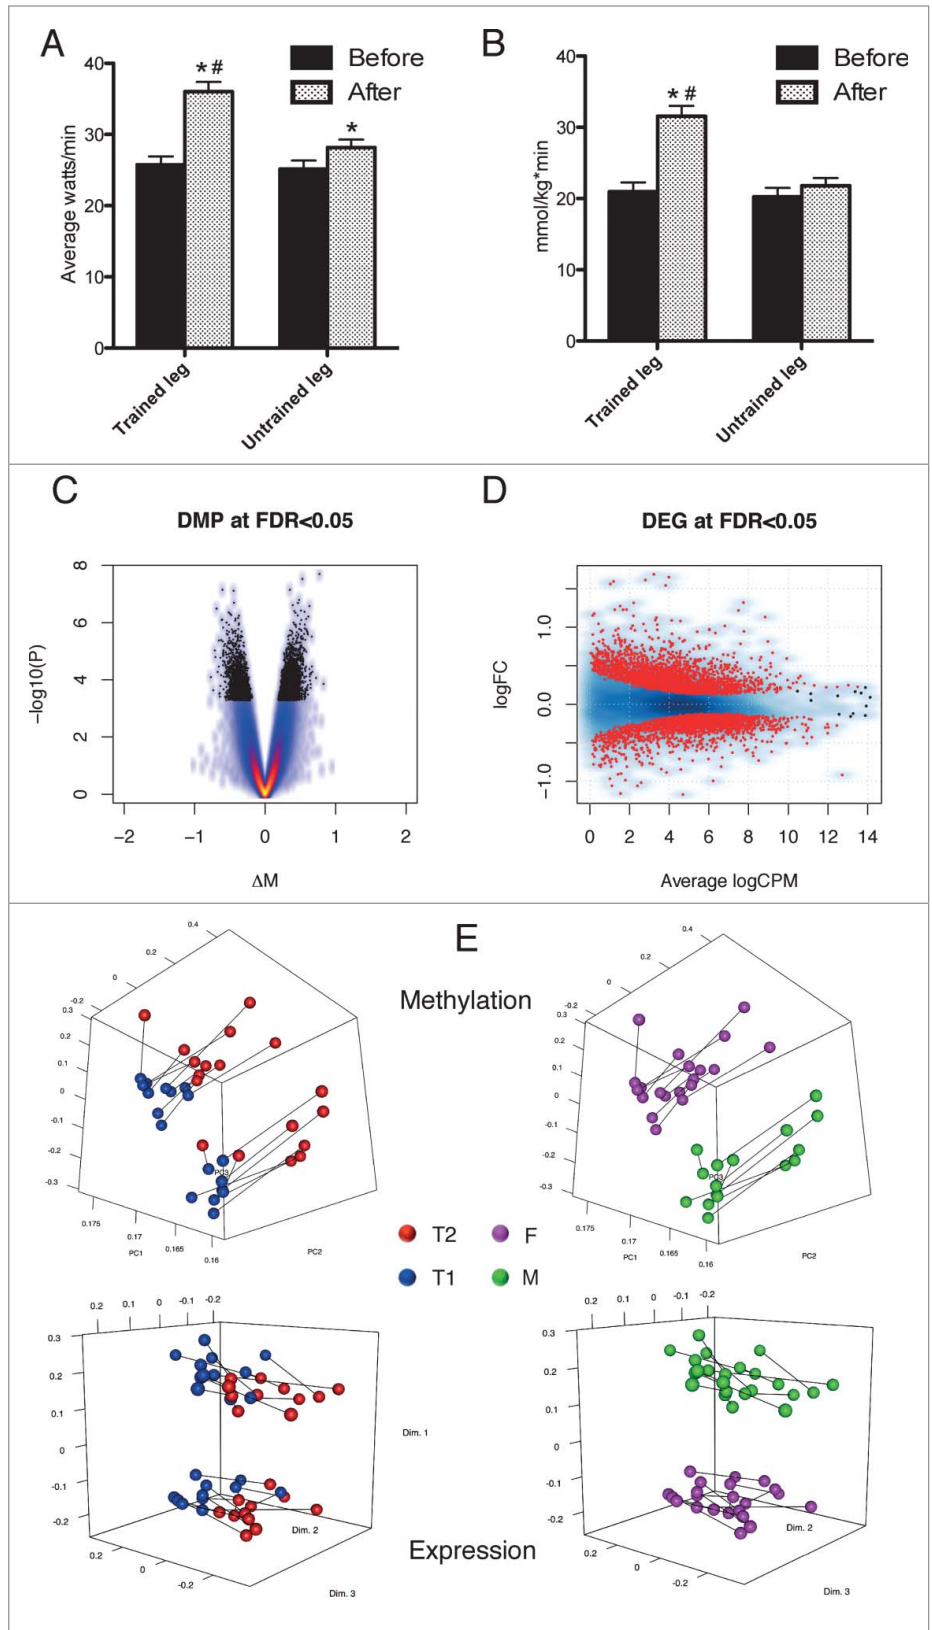 A
Before
After
Average watts/min
40
30
20
10
0
* #
*
Trained leg
Untrained leg
B
Before
After
mmol/kg*min
40
30
20
10
0
* #
Trained leg
Untrained leg
C
DMP at FDR<0.05
−log10(P)
8
6
4
2
0
−2 −1 0 1 2
ΔM
D
DEG at FDR<0.05
logFC
1.0
0.0
−1.0
0 2 4 6 8 10 12 14
Average logCPM
E
Methylation
0.4
0.2
0
-0.2
0.3
0.2
0.1
0
-0.1
-0.2
-0.3
0.175
0.17
0.165
0.16
PC1
PC2
PC3
0.4
0.2
0
-0.2
0.3
0.2
0.1
0
-0.1
-0.2
-0.3
0.175
0.17
0.165
0.16
PC1
PC2
PC3
T2 F
T1 M
0.2 0.1 0 -0.1 -0.2
0.3
0.2
0.1
0
-0.1
-0.2
0.2
0
-0.2
Dim. 1
Dim. 2
Dim. 3
0.2 0.1 0 -0.1 -0.2
0.3
0.2
0.1
0
-0.1
-0.2
0.2
0
-0.2
Dim. 2
Dim. 3
Expression